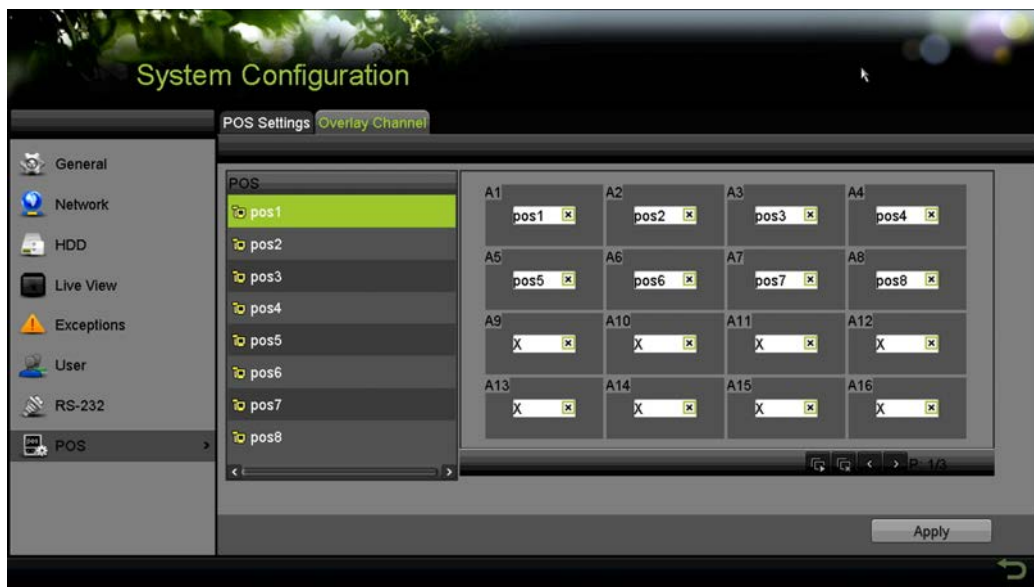 System Configuration
POS Settings Overlay Channel
General
Network
HDD
Live View
Exceptions
User
RS-232
POS
POS
pos1
pos2
pos3
pos4
pos5
pos6
pos7
pos8
A1 A2 A3 A4
pos1 pos2 pos3 pos4
A5 A6 A7 A8
pos5 pos6 pos7 pos8
A9 A10 A11 A12
X X X X
A13 A14 A15 A16
X X X X
P: 1/3
Apply